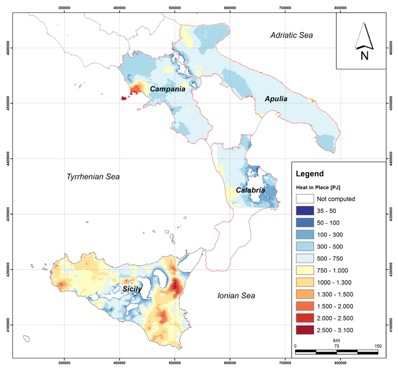 Adriatic Sea
N
Campania
Apulia
Tyrrhenian Sea
Calabria
Sicily
Ionian Sea
Legend
Heat in Place [PJ]
Not computed
35 - 50
50 - 100
100 - 300
300 - 500
500 - 750
750 - 1.000
1000 - 1.300
1.300 - 1.500
1.500 - 2.000
2.000 - 2.500
2.500 - 3.100
km
0 75 150